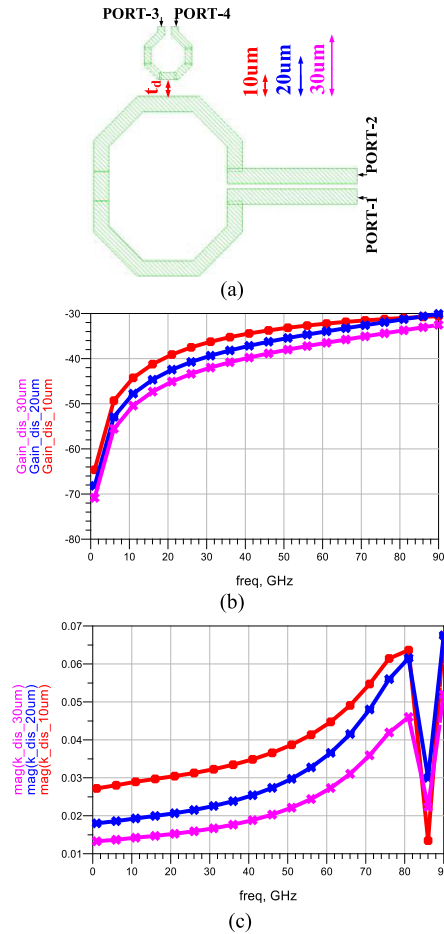 PORT-3 PORT-4
td
10um
20um
30um
PORT-2
PORT-1
(a)
-30
-40
-50
-60
-70
-80
Gain_dis_30um
Gain_dis_20um
Gain_dis_10um
0 10 20 30 40 50 60 70 80 90
freq, GHz
(b)
0.07
0.06
0.05
0.04
0.03
0.02
0.01
mag(k_dis_30um)
mag(k_dis_20um)
mag(k_dis_10um)
0 10 20 30 40 50 60 70 80 90
freq, GHz
(c)